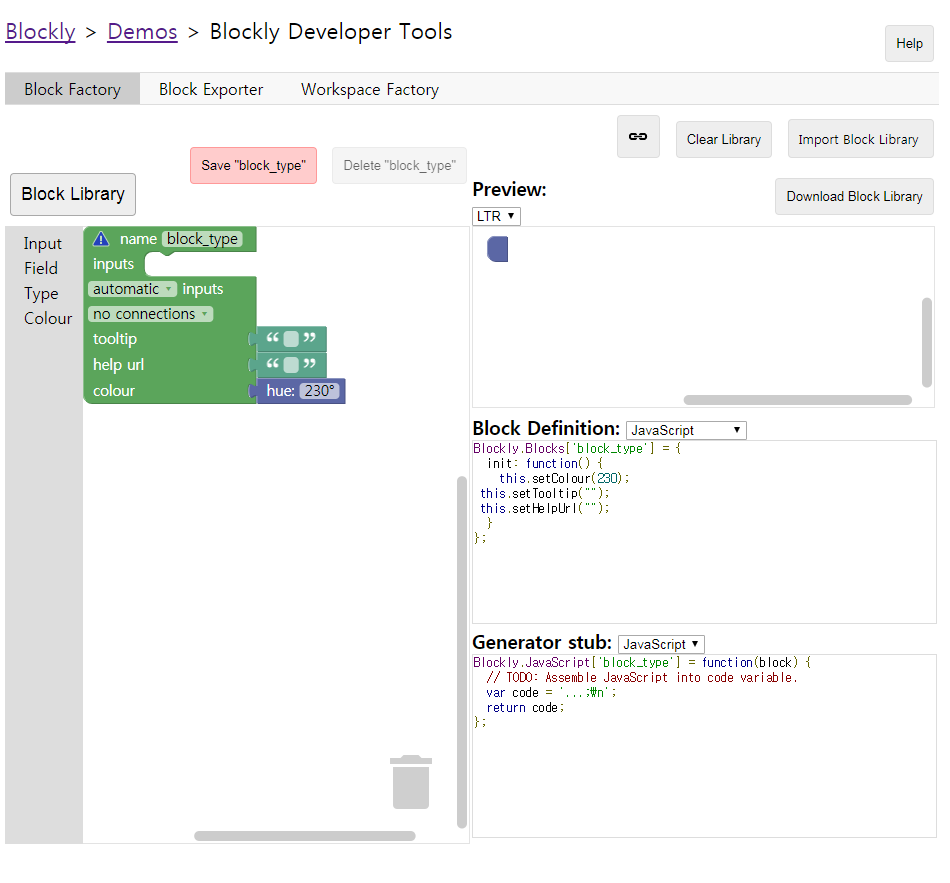 Blockly > Demos > Blockly Developer Tools
Help
Block Factory Block Exporter Workspace Factory
Clear Library Import Block Library
Save "block_type" Delete "block_type"
Block Library
Preview:
Download Block Library
LTR
Input
Field
Type
Colour
name block_type
inputs
automatic inputs
no connections
tooltip “ ”
help url “ ”
colour hue: 230°
Block Definition: JavaScript
Blockly.Blocks['block_type'] = {
init: function() {
this.setColour(230);
this.setTooltip("");
this.setHelpUrl("");
}
};
Generator stub: JavaScript
Blockly.JavaScript['block_type'] = function(block) {
// TODO: Assemble JavaScript into code variable.
var code = '...;₩n';
return code;
};